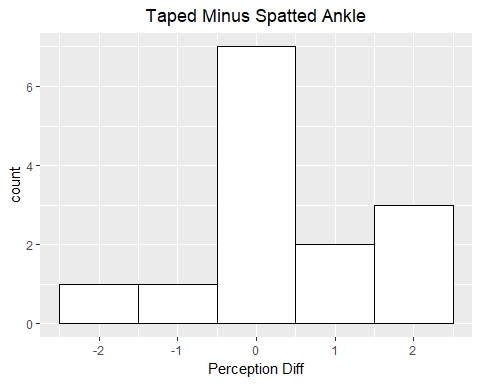 Taped Minus Spatted Ankle
6
4
2
0
count
-2 -1 0 1 2
Perception Diff